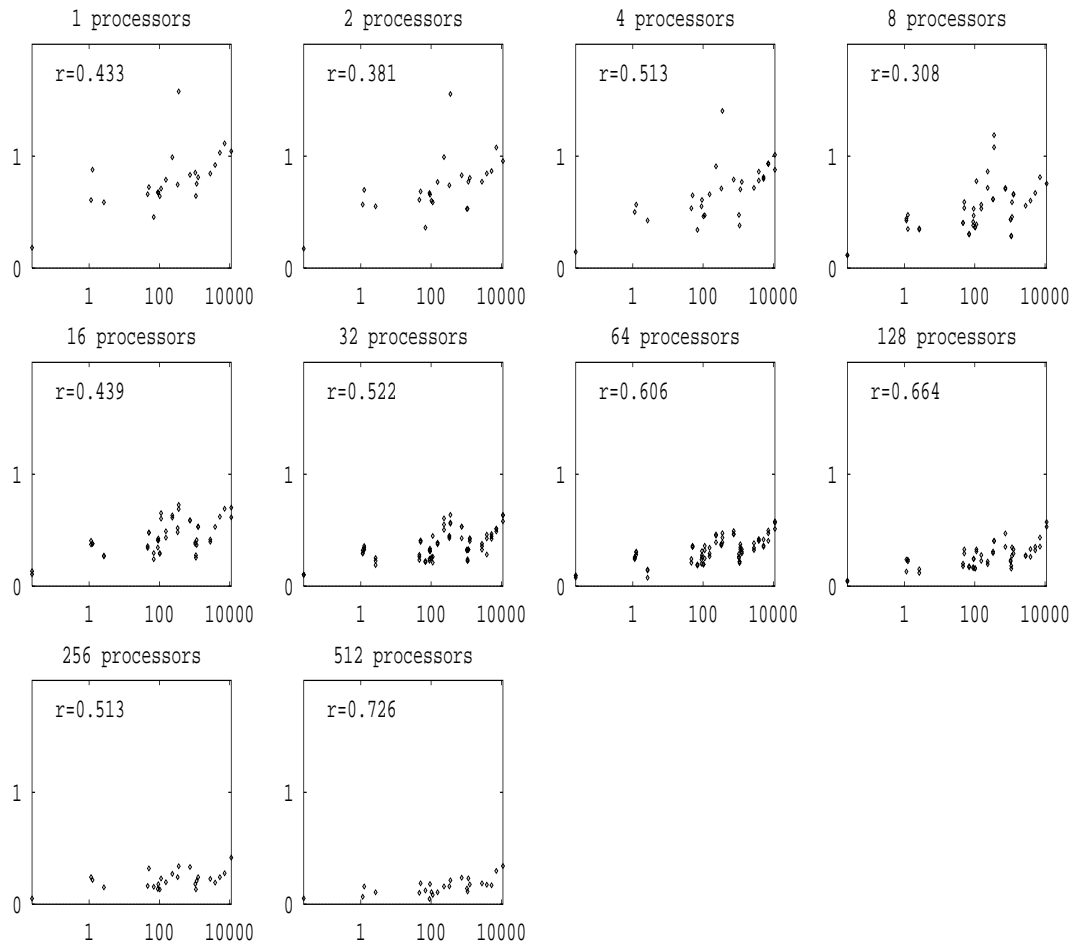 1 processors
2 processors
4 processors
8 processors
r=0.433
r=0.381
r=0.513
r=0.308
1
1
1
1
0
0
0
0
1 100 10000
1 100 10000
1 100 10000
1 100 10000
16 processors
32 processors
64 processors
128 processors
r=0.439
r=0.522
r=0.606
r=0.664
1
1
1
1
0
0
0
0
1 100 10000
1 100 10000
1 100 10000
1 100 10000
256 processors
512 processors
r=0.513
r=0.726
1
1
0
0
1 100 10000
1 100 10000